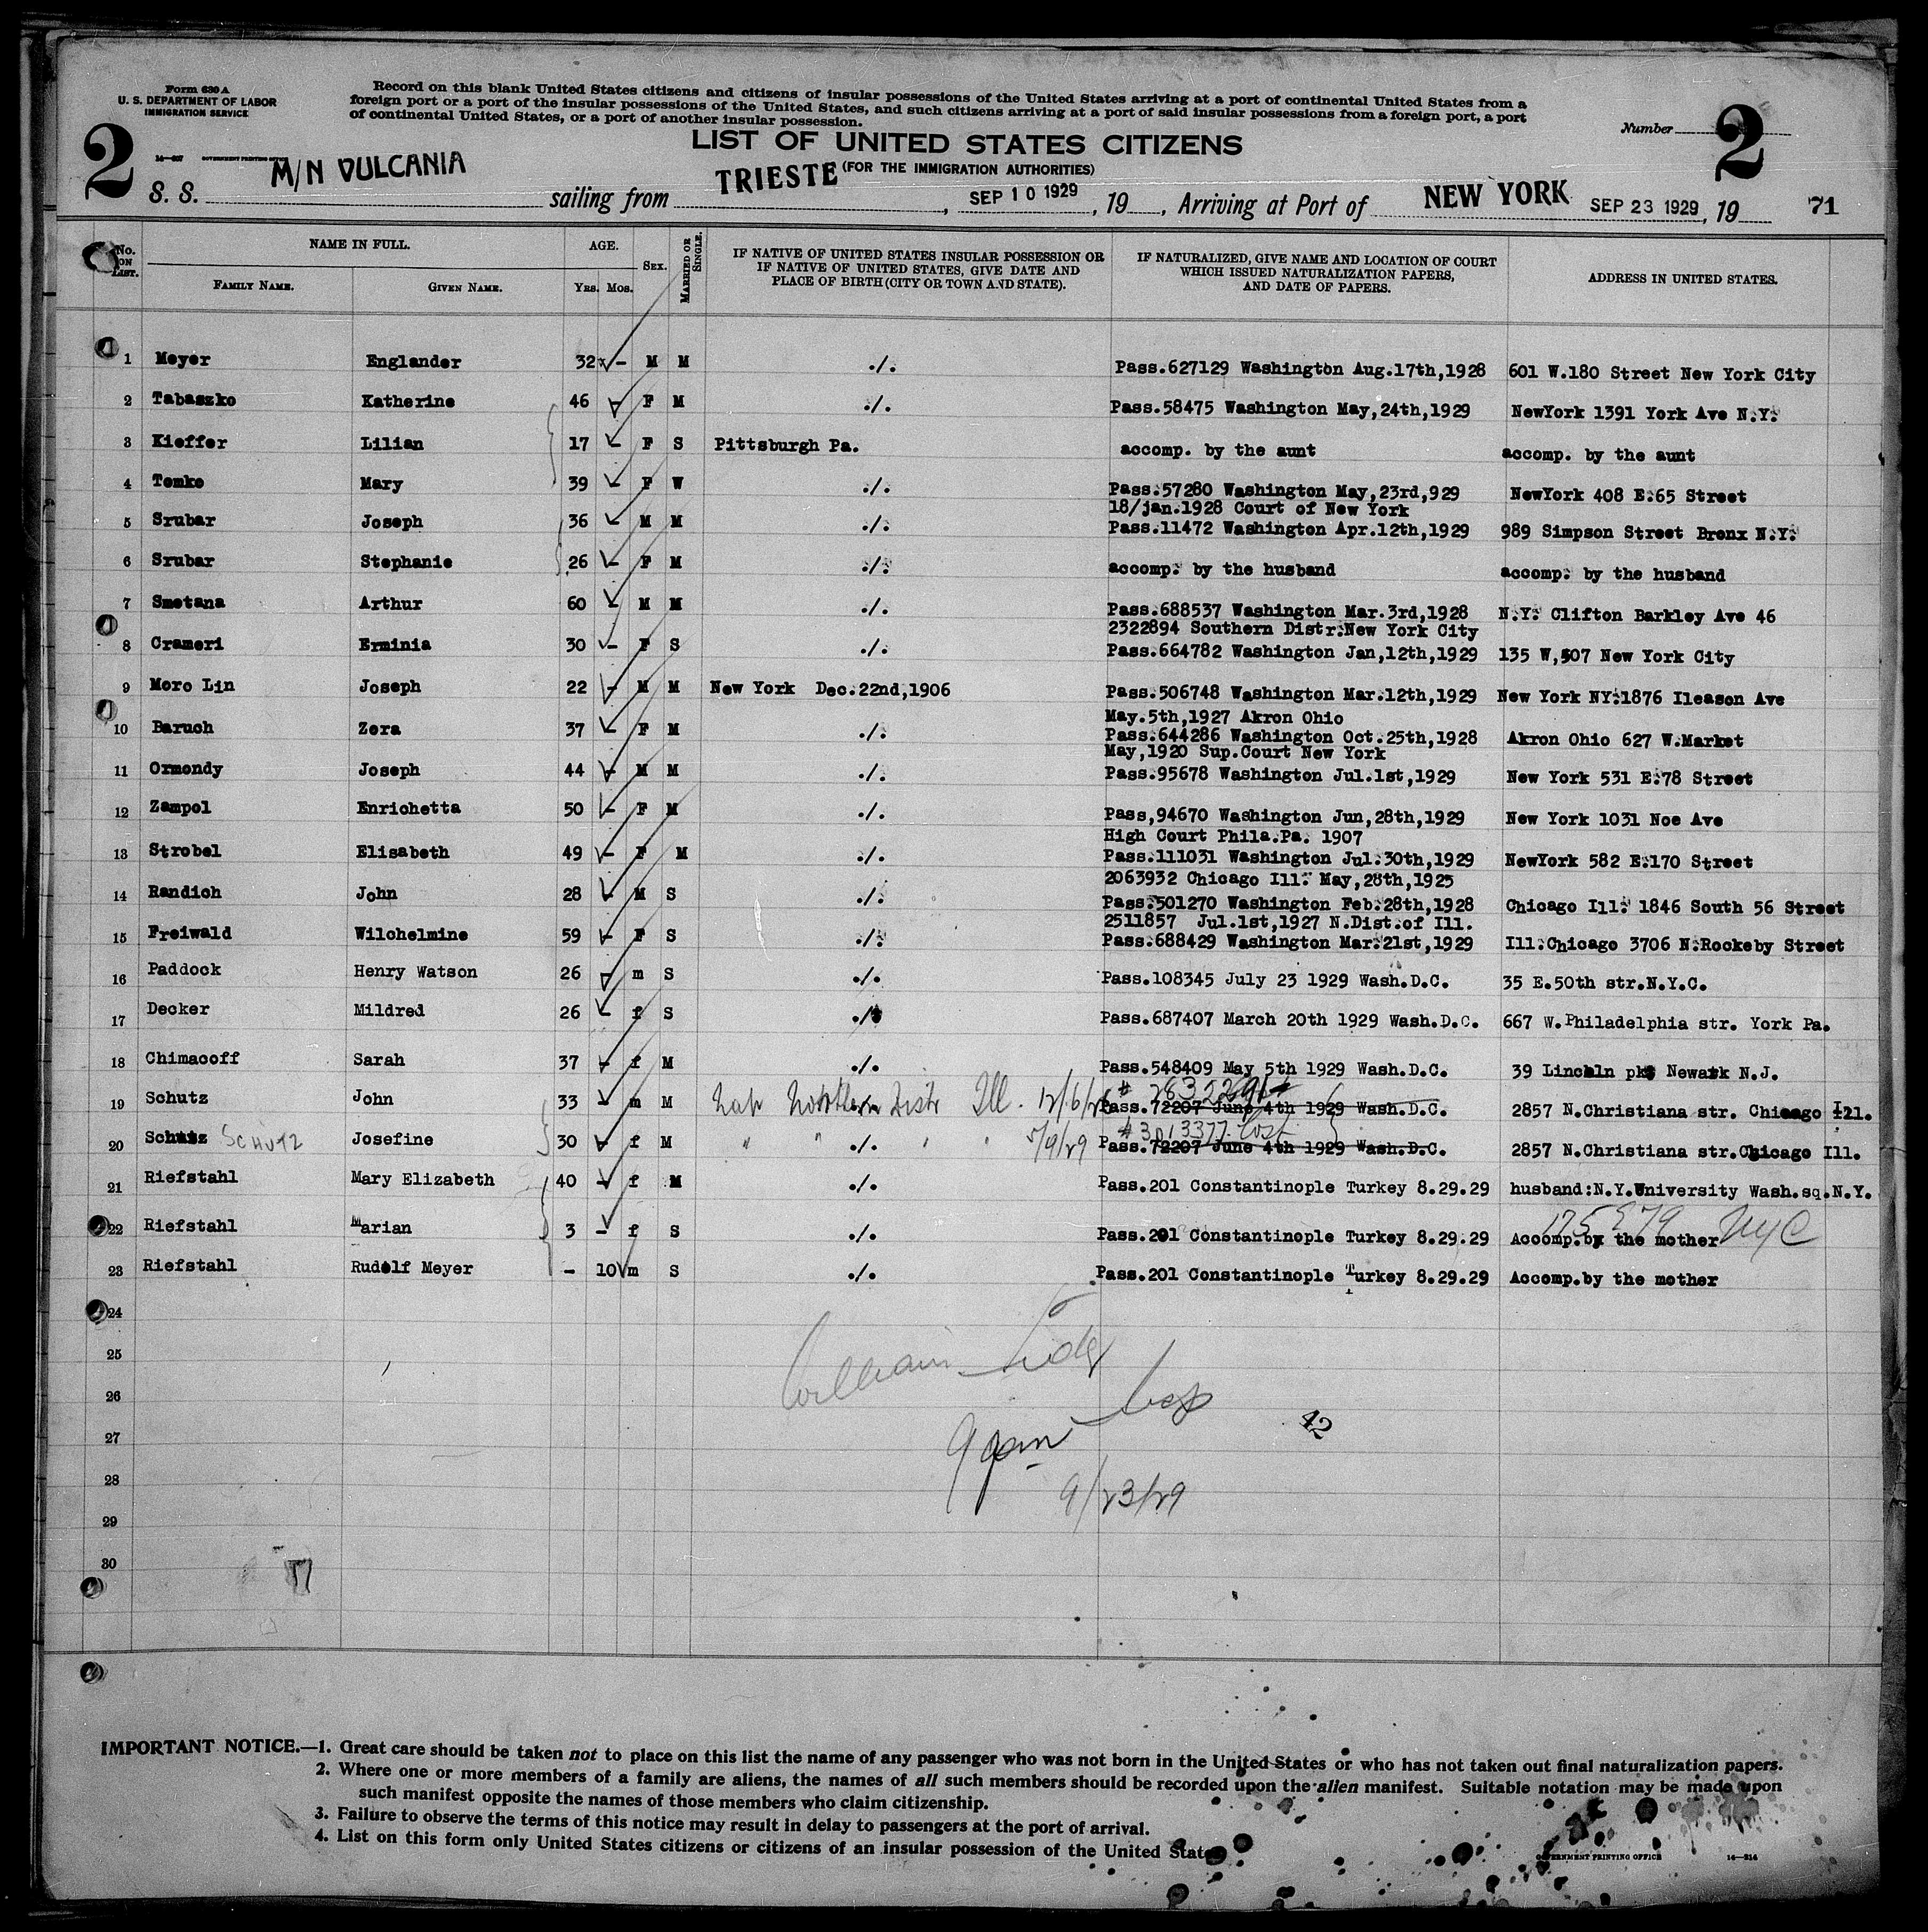 Form 630 A
U. S. DEPARTMENT OF LABOR
IMMIGRATION SERVICE
Record on this blank United States citizens and citizens of insular possessions of the United States arriving at a port of continental United States from a
foreign port or a port of the insular possessions of the United States, and such citizens arriving at a port of said insular possessions from a foreign port, a port
of continental United States, or a port of another insular possession.
Number 2
2
LIST OF UNITED STATES CITIZENS
(FOR THE IMMIGRATION AUTHORITIES)
S. S. M/N VULCANIA sailing from TRIESTE, SEP 10 1929, 19 , Arriving at Port of NEW YORK SEP 23 1929, 19 71
No. ON LIST. NAME IN FULL. AGE. SEX. MARRIED OR SINGLE. IF NATIVE OF UNITED STATES INSULAR POSSESSION OR IF NATIVE OF UNITED STATES, GIVE DATE AND PLACE OF BIRTH (CITY OR TOWN AND STATE). IF NATURALIZED, GIVE NAME AND LOCATION OF COURT WHICH ISSUED NATURALIZATION PAPERS, AND DATE OF PAPERS. ADDRESS IN UNITED STATES.
FAMILY NAME. GIVEN NAME. YRS. MOS.
1 Meyer Englander 32 - M M ./. Pass.627129 Washington Aug.17th,1928 601 W.180 Street New York City
2 Tabaszko Katherine 46 - F M ./. Pass.58475 Washington May,24th,1929 NewYork 1391 York Ave N.Y.
3 Kieffer Lilian 17 - F S Pittsburgh Pa. accomp. by the aunt accomp. by the aunt
4 Temke Mary 39 - F W ./. Pass.57280 Washington May,23rd,929 NewYork 408 E.65 Street
18/jan.1928 Court of New York
5 Srubar Joseph 36 - M M ./. Pass.11472 Washington Apr.12th,1929 989 Simpson Street Bronx N.Y.
6 Srubar Stephanie 26 - F M ./. accomp. by the husband accomp. by the husband
7 Smetana Arthur 60 - M M ./. Pass.688537 Washington Mar.3rd,1928 N.Y. Clifton Barkley Ave 46
2322894 Southern Distr.New York City
8 Crameri Erminia 30 - F S ./. Pass.664782 Washington Jan,12th,1929 135 W,507 New York City
9 Moro Lin Joseph 22 - M M New York Dec.22nd,1906 Pass.506748 Washington Mar.12th,1929 New York NY.1876 Ileason Ave
May.5th,1927 Akron Ohio
10 Baruch Zora 37 - F M ./. Pass.644286 Washington Oct.25th,1928 Akron Ohio 627 W.Market
May,1920 Sup.Court New York
11 Ormondy Joseph 44 - M M ./. Pass.95678 Washington Jul.1st,1929 New York 531 E.78 Street
12 Zampol Enrichetta 50 - F M ./. Pass,94670 Washington Jun,28th,1929 New York 1031 Noe Ave
High Court Phila.Pa. 1907
13 Strobel Elisabeth 49 - F M ./. Pass.111031 Washington Jul.30th,1929 NewYork 582 E.170 Street
2063932 Chicago Ill. May,28th,1925
14 Randich John 28 - M S ./. Pass.501270 Washington Feb.28th,1928 Chicago Ill. 1846 South 56 Street
2511857 Jul.1st,1927 N.Dist.of Ill.
15 Freiwald Wilchelmine 59 - F S ./. Pass.688429 Washington Mar.21st,1929 Ill.Chicago 3706 N.Rockeby Street
16 Paddock Henry Watson 26 - m S ./. Pass.108345 July 23 1929 Wash.D.C. 35 E.50th str.N.Y.C.
17 Decker Mildred 26 - f S ./. Pass.687407 March 20th 1929 Wash.D.C. 667 W.Philadelphia str. York Pa.
18 Chimacoff Sarah 37 - f M ./. Pass.548409 May 5th 1929 Wash.D.C. 39 Lincoln pk Newark N.J.
19 Schutz John 33 - m M Nat Northern Distr Ill. 12/6/26 # Pass.72207 June 4th 1929 Wash.D.C. 2857 N.Christiana str. Chicago Ill.
20 Schutz SCHUTZ Josefine 30 - f M " " ./. " " 5/9/29 #3013377 Lost Pass.72207 June 4th 1929 Wash.D.C. 2857 N.Christiana str.Chicago Ill.
21 Riefstahl Mary Elizabeth 40 - f M ./. Pass.201 Constantinople Turkey 8.29.29 husband:N.Y.University Wash.sq.N.Y.
175 E 79 NYC
22 Riefstahl Marian 3 - f S ./. Pass.201 Constantinople Turkey 8.29.29 Accomp.by the mother
23 Riefstahl Rudolf Meyer - 10 m S ./. Pass.201 Constantinople Turkey 8.29.29 Accomp.by the mother
24
25
William
26
27 42
28
9/23/29
29
30
IMPORTANT NOTICE.—1. Great care should be taken not to place on this list the name of any passenger who was not born in the United States or who has not taken out final naturalization papers.
2. Where one or more members of a family are aliens, the names of all such members should be recorded upon the alien manifest. Suitable notation may be made upon
such manifest opposite the names of those members who claim citizenship.
3. Failure to observe the terms of this notice may result in delay to passengers at the port of arrival.
4. List on this form only United States citizens or citizens of an insular possession of the United States.
GOVERNMENT PRINTING OFFICE 14—214